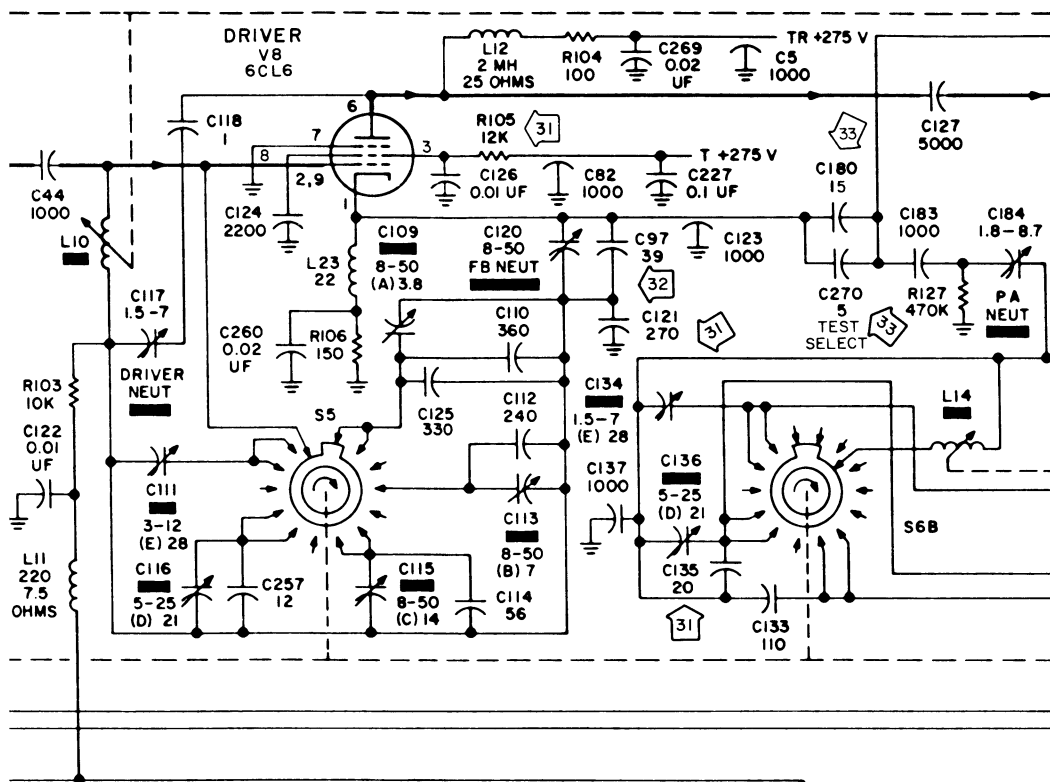 DRIVER
V8
6CL6
L12
2 MH
25 OHMS
R104
100
C269
0.02
UF
TR +275 V
C5
1000
C118
1
6
7
8
2,9
3
1
R105
12K
31
33
C127
5000
C44
1000
C126
0.01 UF
C82
1000
T +275 V
C227
0.1 UF
C180
15
C124
2200
L10
C109
8-50
(A) 3.8
C120
8-50
FB NEUT
C97
39
C123
1000
C183
1000
C184
1.8-8.7
L23
22
32
C117
1.5-7
DRIVER
NEUT
C260
0.02
UF
R106
150
C110
360
C121
270
31
C270
5
TEST
SELECT
33
R127
470K
PA
NEUT
R103
10K
C125
330
C112
240
C134
1.5-7
(E) 28
L14
S5
C122
0.01
UF
C111
3-12
(E) 28
C137
1000
C136
5-25
(D) 21
C113
8-50
(B) 7
S6B
L11
220
7.5
OHMS
C116
5-25
(D) 21
C257
12
C115
8-50
(C) 14
C114
56
C135
20
31
C133
110